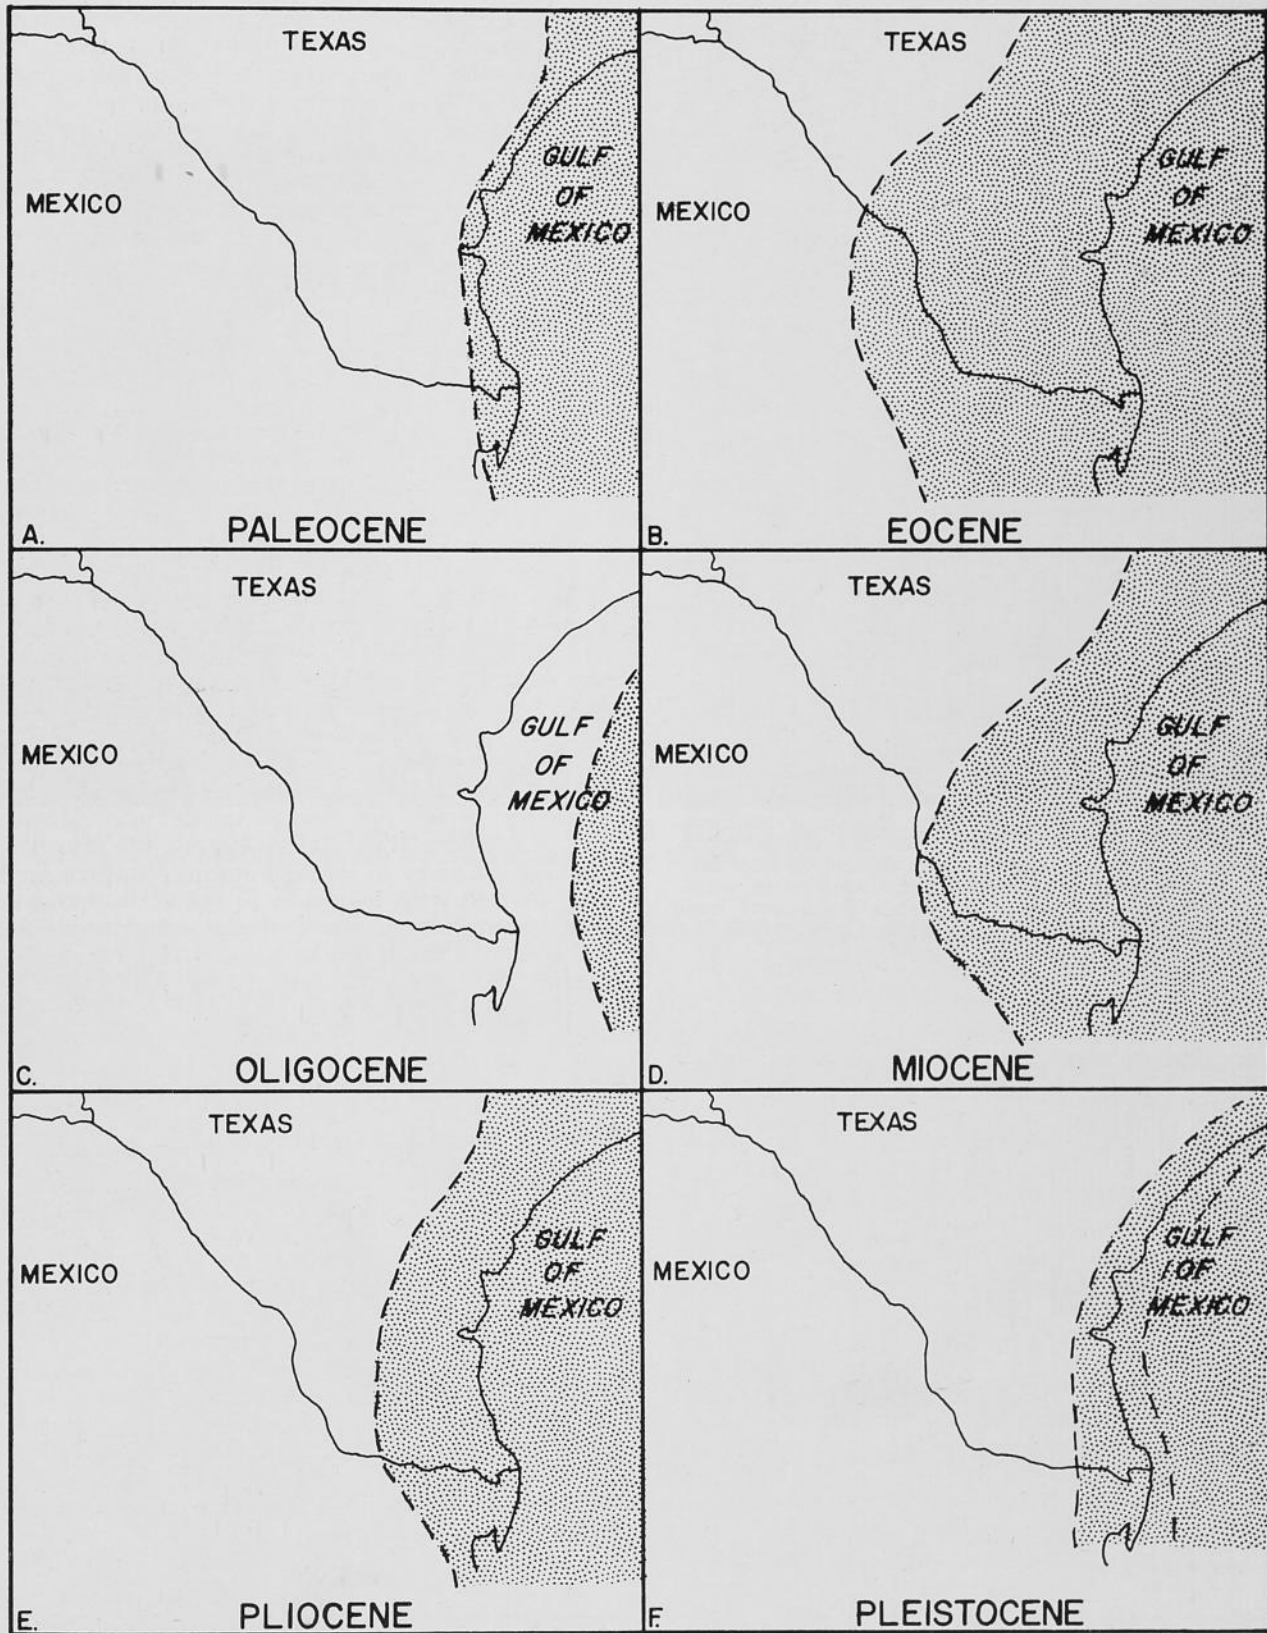 TEXAS
MEXICO
GULF
OF
MEXICO
A.
PALEOCENE
TEXAS
MEXICO
GULF
OF
MEXICO
B.
EOCENE
TEXAS
MEXICO
GULF
OF
MEXICO
C.
OLIGOCENE
TEXAS
MEXICO
GULF
OF
MEXICO
D.
MIOCENE
TEXAS
MEXICO
GULF
OF
MEXICO
E.
PLIOCENE
TEXAS
MEXICO
GULF
OF
MEXICO
F.
PLEISTOCENE